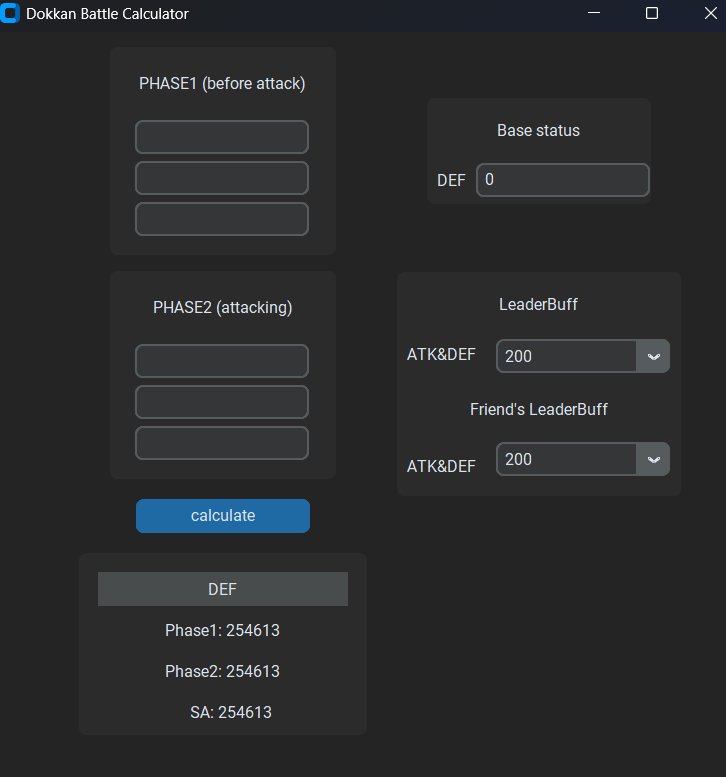 Dokkan Battle Calculator
PHASE1 (before attack)
Base status
DEF 0
PHASE2 (attacking)
LeaderBuff
ATK&DEF 200
Friend's LeaderBuff
ATK&DEF 200
calculate
DEF
Phase1: 254613
Phase2: 254613
SA: 254613